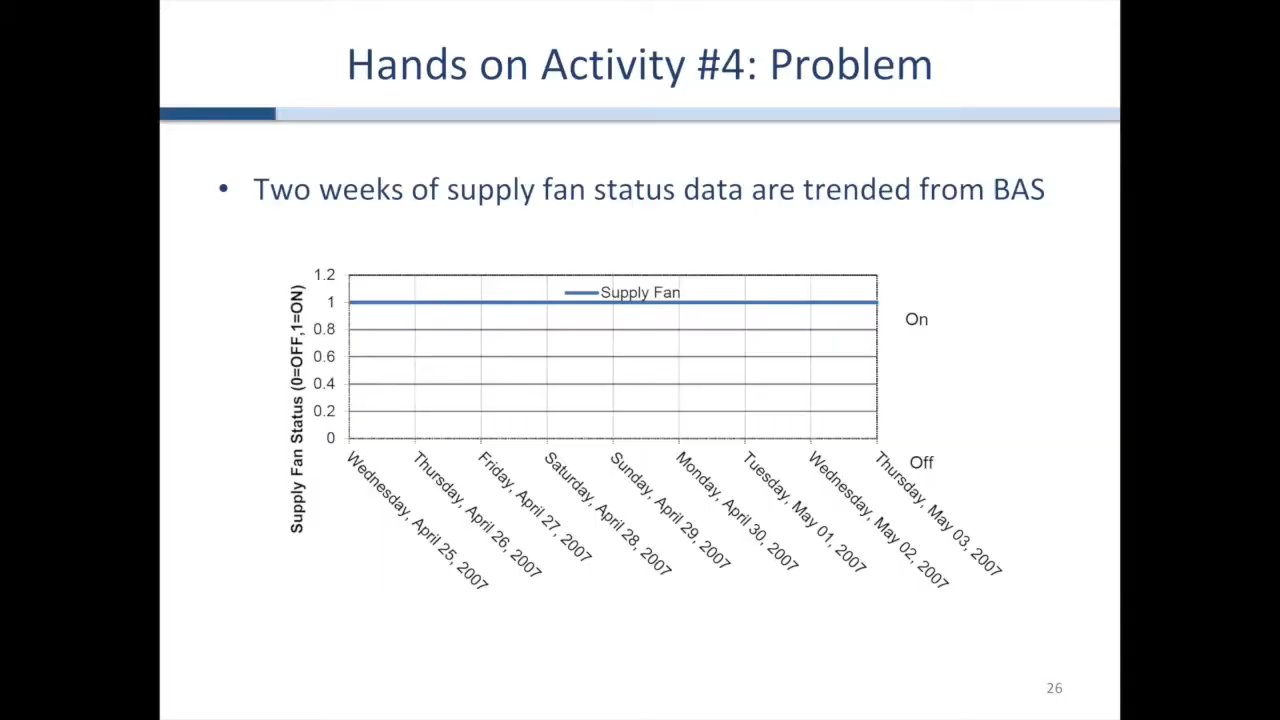 Hands on Activity #4: Problem
• Two weeks of supply fan status data are trended from BAS
Supply Fan Status (0=OFF,1=ON)
1.2
1
0.8
0.6
0.4
0.2
0
Supply Fan
On
Off
Wednesday, April 25, 2007
Thursday, April 26, 2007
Friday, April 27, 2007
Saturday, April 28, 2007
Sunday, April 29, 2007
Monday, April 30, 2007
Tuesday, May 01, 2007
Wednesday, May 02, 2007
Thursday, May 03, 2007
26